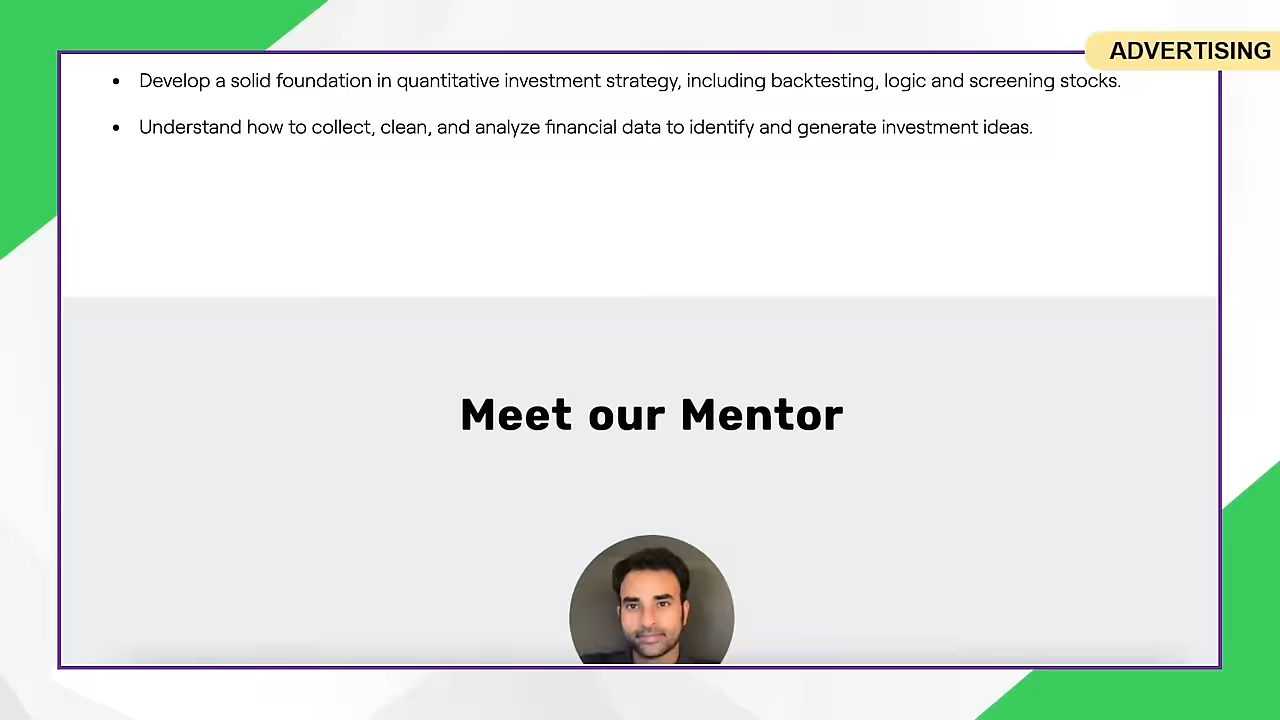 ADVERTISING
• Develop a solid foundation in quantitative investment strategy, including backtesting, logic and screening stocks.
• Understand how to collect, clean, and analyze financial data to identify and generate investment ideas.
Meet our Mentor